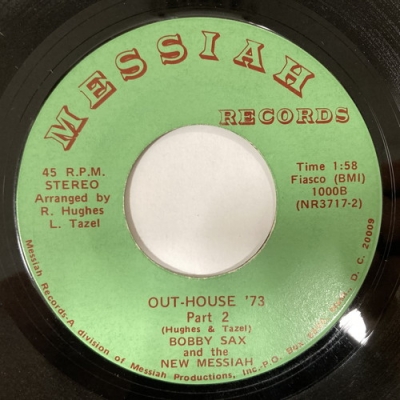 MESSIAH
RECORDS
45 R.P.M.
STEREO
Arranged by
R. Hughes
L. Tazel
Time 1:58
Fiasco (BMI)
1000B
(NR3717-2)
OUT-HOUSE '73
Part 2
(Hughes & Tazel)
BOBBY SAX
and the
NEW MESSIAH
Messiah Records-A division of Messiah Productions, Inc., P.O. Box D. C. 20009